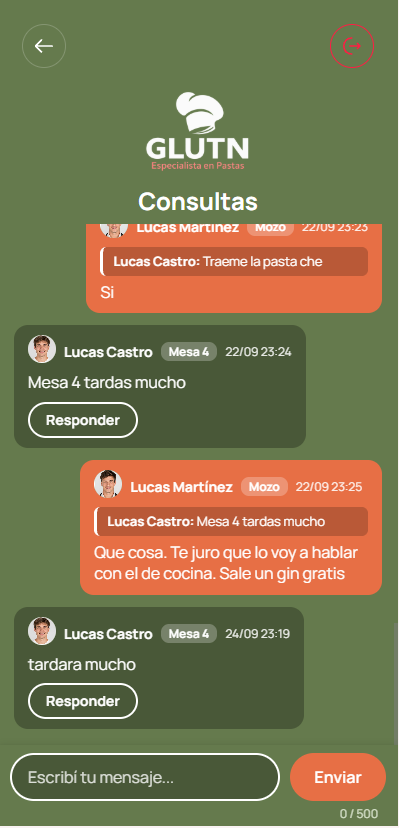 GLUTN
Especialista en Pastas
Consultas
Lucas Martínez Mozo 22/09 23:23
Lucas Castro: Traeme la pasta che
Si
Lucas Castro Mesa 4 22/09 23:24
Mesa 4 tardas mucho
Responder
Lucas Martínez Mozo 22/09 23:25
Lucas Castro: Mesa 4 tardas mucho
Que cosa. Te juro que lo voy a hablar
con el de cocina. Sale un gin gratis
Lucas Castro Mesa 4 24/09 23:19
tardara mucho
Responder
Escribí tu mensaje...
Enviar
0 / 500